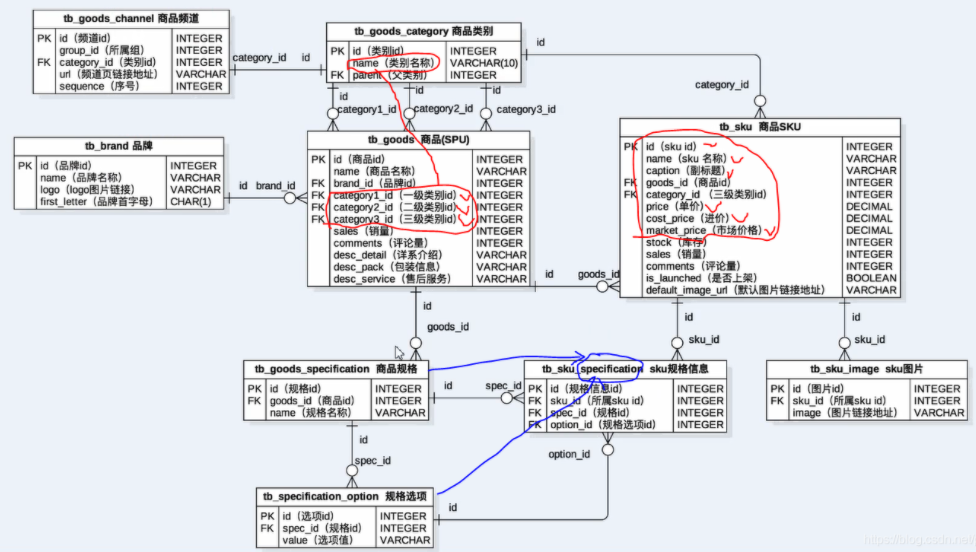 tb_goods_channel 商品频道
PK id（频道id） INTEGER
group_id（所属组） INTEGER
FK category_id（类别id） INTEGER
url（频道页链接地址） VARCHAR
sequence（序号） INTEGER
category_id id
tb_goods_category 商品类别
PK id（类别id） INTEGER
name（类别名称） VARCHAR(10)
FK parent（父类别） INTEGER
id
category_id
id id id
category1_id category2_id category3_id
tb_brand 品牌
PK id（品牌id） INTEGER
name（品牌名称） VARCHAR
logo（logo图片链接） VARCHAR
first_letter（品牌首字母） CHAR(1)
id brand_id
tb_goods 商品(SPU)
PK id（商品id） INTEGER
name（商品名称） VARCHAR
FK brand_id（品牌id） INTEGER
FK category1_id（一级类别id） INTEGER
FK category2_id（二级类别id） INTEGER
FK category3_id（三级类别id） INTEGER
sales（销量） INTEGER
comments（评论量） INTEGER
desc_detail（详系介绍） VARCHAR
desc_pack（包装信息） VARCHAR
desc_service（售后服务） VARCHAR
id goods_id
tb_sku 商品SKU
PK id（sku id） INTEGER
name（sku 名称） VARCHAR
caption（副标题） VARCHAR
FK goods_id（商品id） INTEGER
FK category_id（三级类别id） INTEGER
price（单价） DECIMAL
cost_price（进价） DECIMAL
market_price（市场价格） DECIMAL
stock（库存） INTEGER
sales（销量） INTEGER
comments（评论量） INTEGER
is_launched（是否上架） BOOLEAN
default_image_url（默认图片链接地址） VARCHAR
id
goods_id
id
sku_id
id
sku_id
tb_goods_specification 商品规格
PK id（规格id） INTEGER
FK goods_id（商品id） INTEGER
name（规格名称） VARCHAR
id spec_id
tb_sku_specification sku规格信息
PK id（规格信息id） INTEGER
FK sku_id（所属sku id） INTEGER
FK spec_id（规格id） INTEGER
FK option_id（规格选项id） INTEGER
tb_sku_image sku图片
PK id（图片id） INTEGER
FK sku_id（所属sku id） INTEGER
image（图片链接地址） VARCHAR
id
spec_id
option_id
tb_specification_option 规格选项
PK id（选项id） INTEGER
FK spec_id（规格id） INTEGER
value（选项值） VARCHAR
id
https://blog.csdn.net